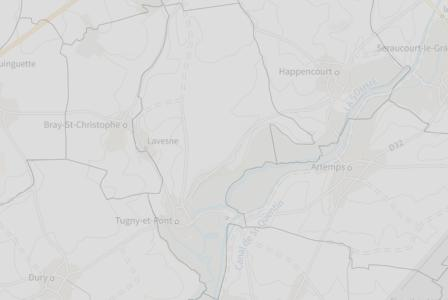 Seraucourt-le-Gra
uinguette
Happencourt
La Somme
Bray-St-Christophe
Lavesne
D32
Artemps
Tugny-et-Pont
Canal de St-Quentin
Dury